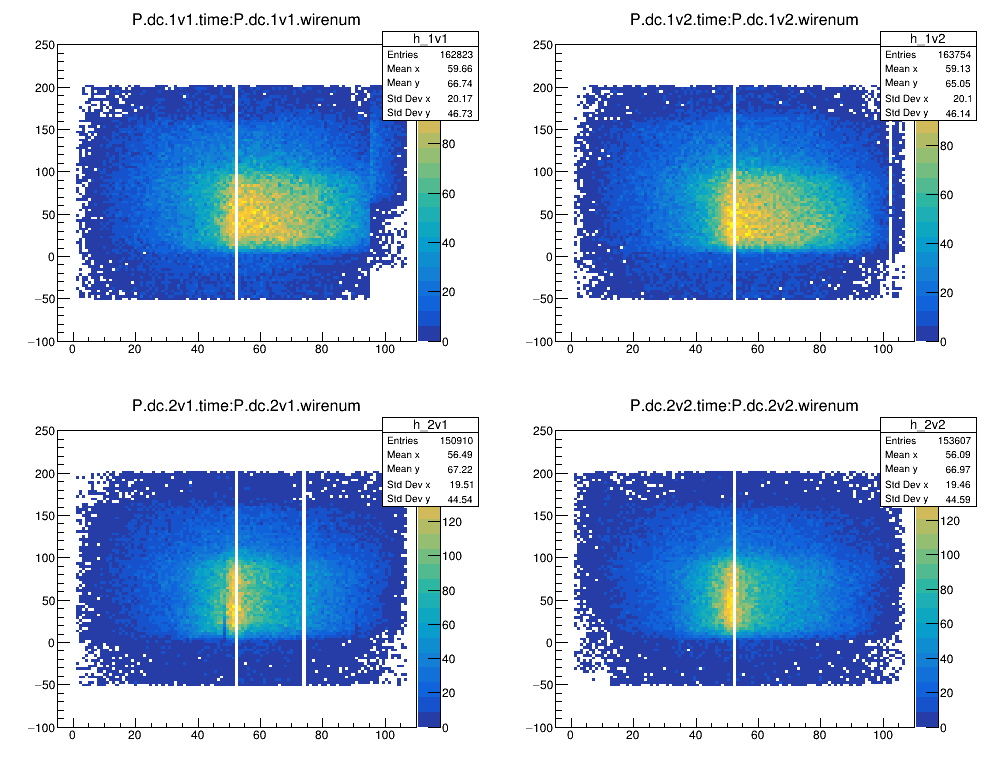 P.dc.1v1.time:P.dc.1v1.wirenum
h_1v1
Entries 162823
Mean x 59.66
Mean y 66.74
Std Dev x 20.17
Std Dev y 46.73
250
200
150
100
50
0
−50
−100
0 20 40 60 80 100
80
60
40
20
0
P.dc.1v2.time:P.dc.1v2.wirenum
h_1v2
Entries 163754
Mean x 59.13
Mean y 65.05
Std Dev x 20.1
Std Dev y 46.14
250
200
150
100
50
0
−50
−100
0 20 40 60 80 100
80
60
40
20
0
P.dc.2v1.time:P.dc.2v1.wirenum
h_2v1
Entries 150910
Mean x 56.49
Mean y 67.22
Std Dev x 19.51
Std Dev y 44.54
250
200
150
100
50
0
−50
−100
0 20 40 60 80 100
120
100
80
60
40
20
0
P.dc.2v2.time:P.dc.2v2.wirenum
h_2v2
Entries 153607
Mean x 56.09
Mean y 66.97
Std Dev x 19.46
Std Dev y 44.59
250
200
150
100
50
0
−50
−100
0 20 40 60 80 100
120
100
80
60
40
20
0